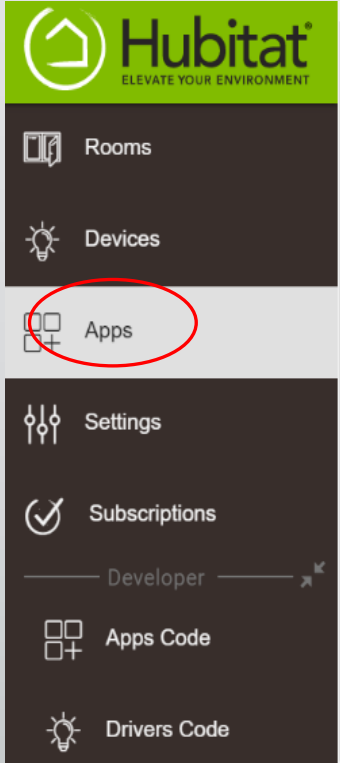 Hubitat®
ELEVATE YOUR ENVIRONMENT
Rooms
Devices
Apps
Settings
Subscriptions
Developer
Apps Code
Drivers Code